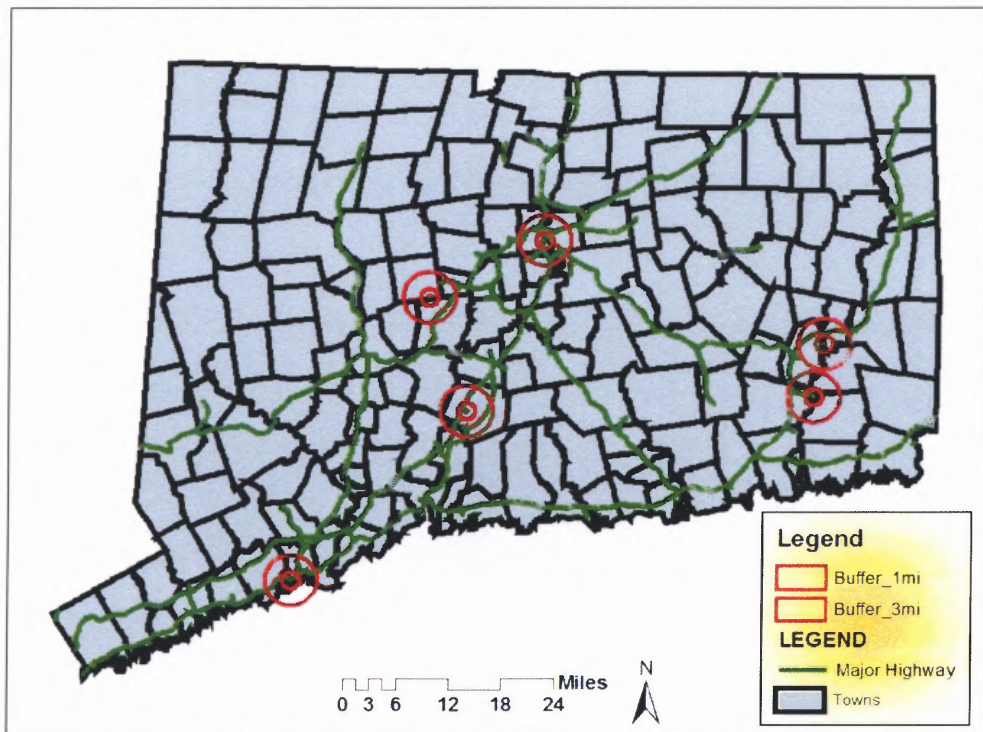 Legend
Buffer_1mi
Buffer_3mi
LEGEND
Major Highway
Towns
N
Miles
0 3 6 12 18 24